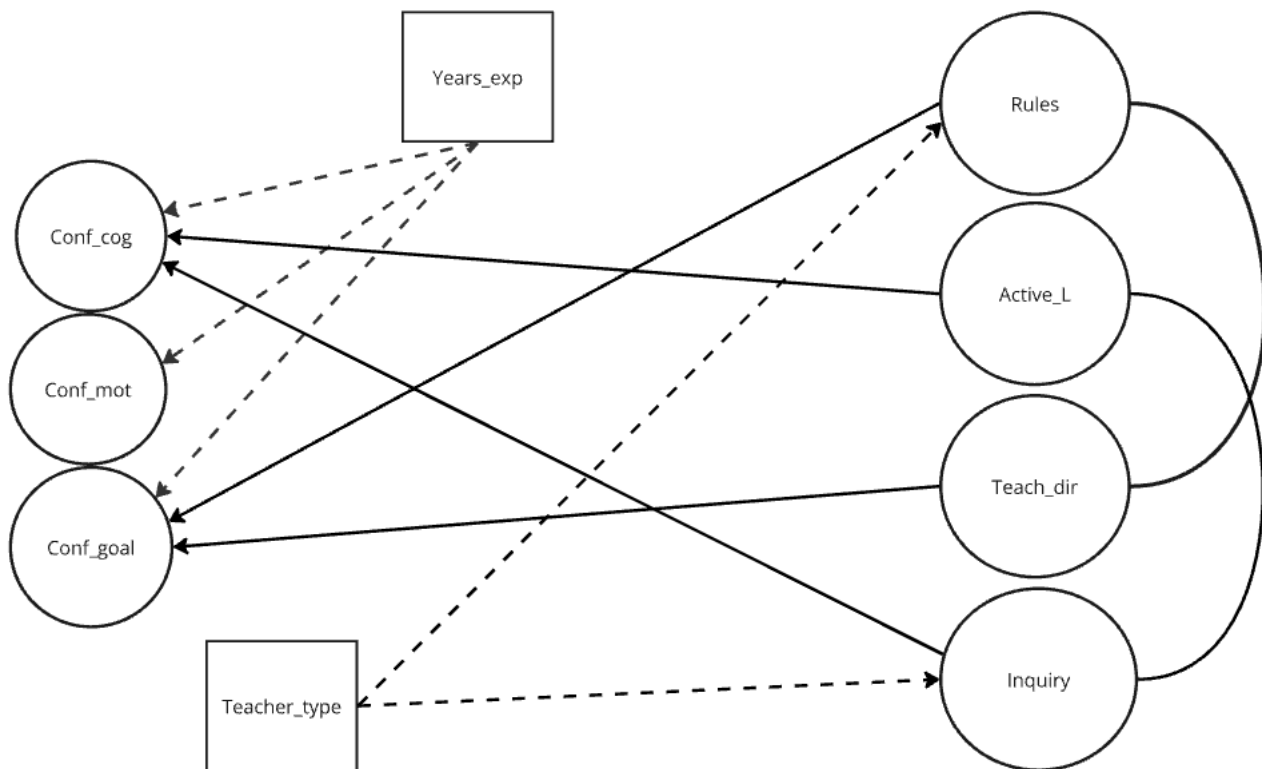 Years_exp
Rules
Conf_cog
Active_L
Conf_mot
Teach_dir
Conf_goal
Inquiry
Teacher_type